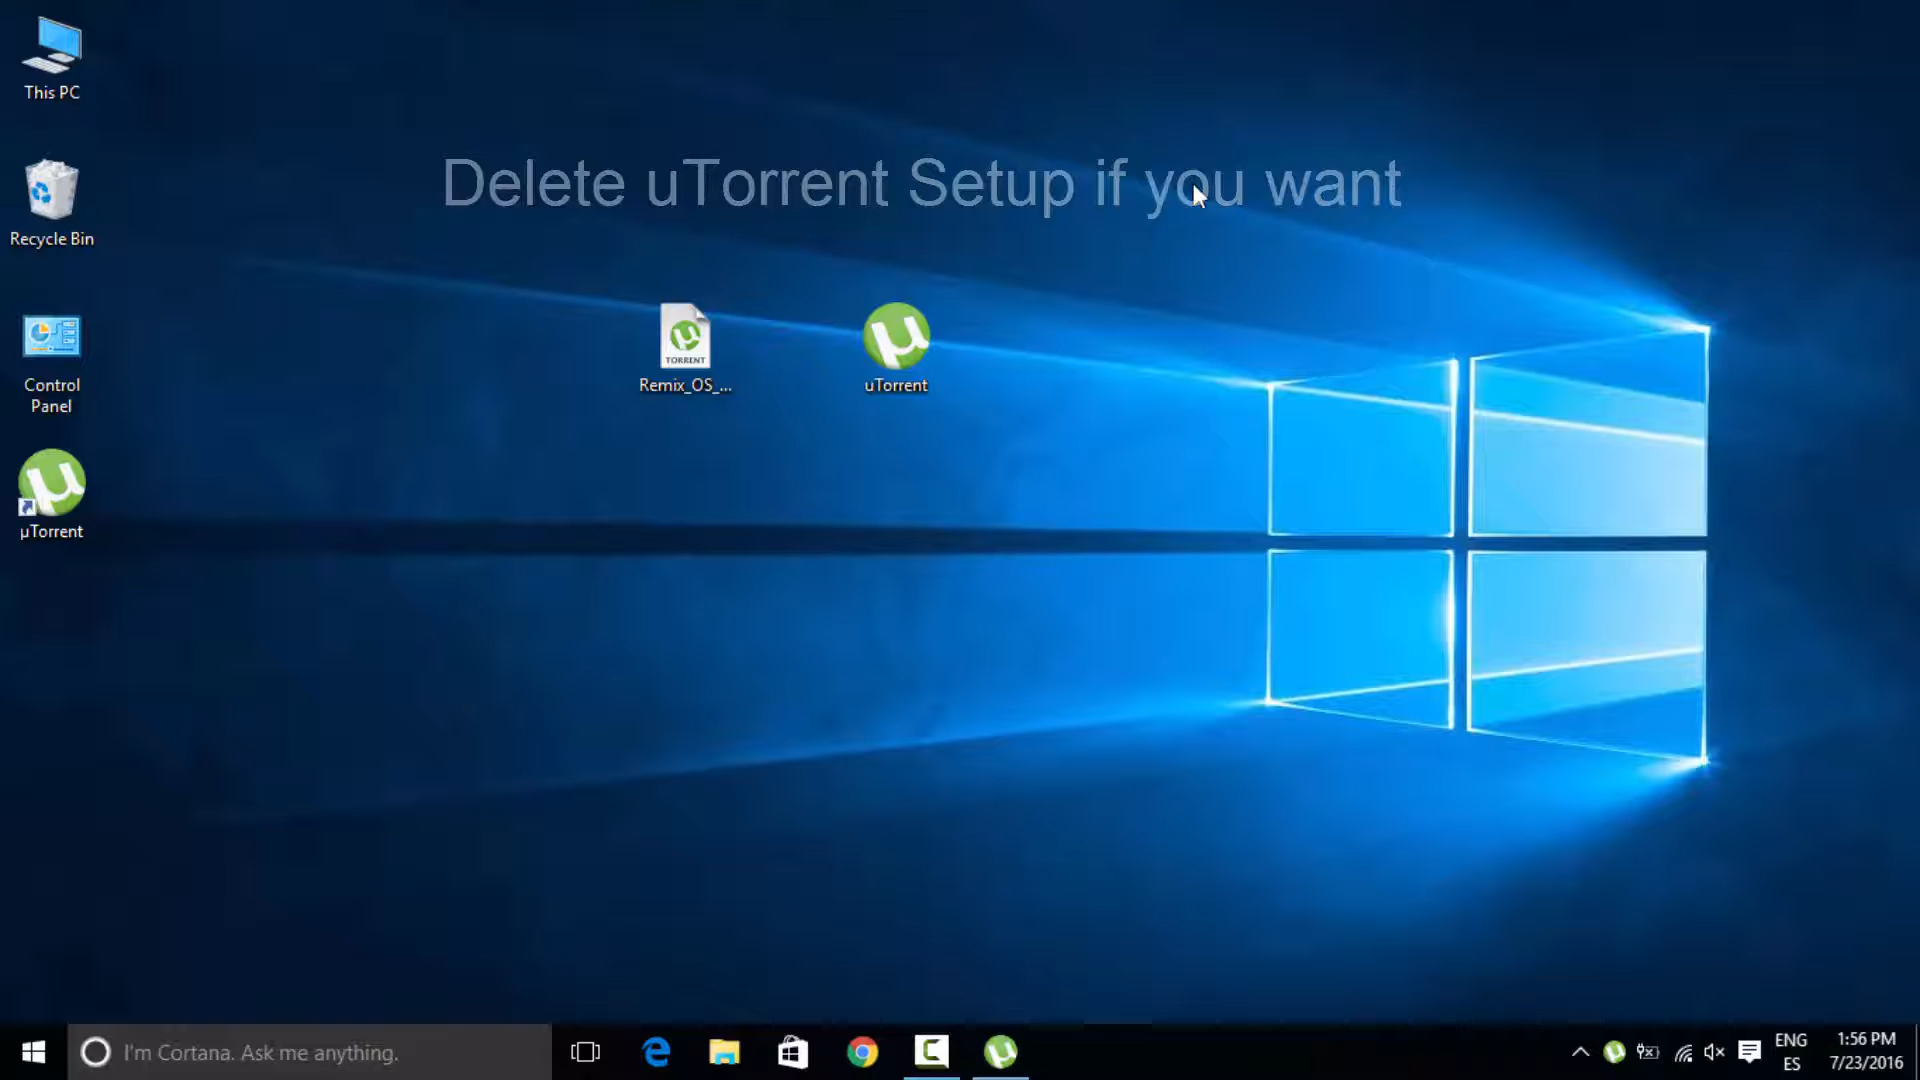 This PC
Delete uTorrent Setup if you want
Recycle Bin
TORRENT
Remix_OS_...
uTorrent
Control
Panel
µTorrent
I'm Cortana. Ask me anything.
ENG
ES
1:56 PM
7/23/2016